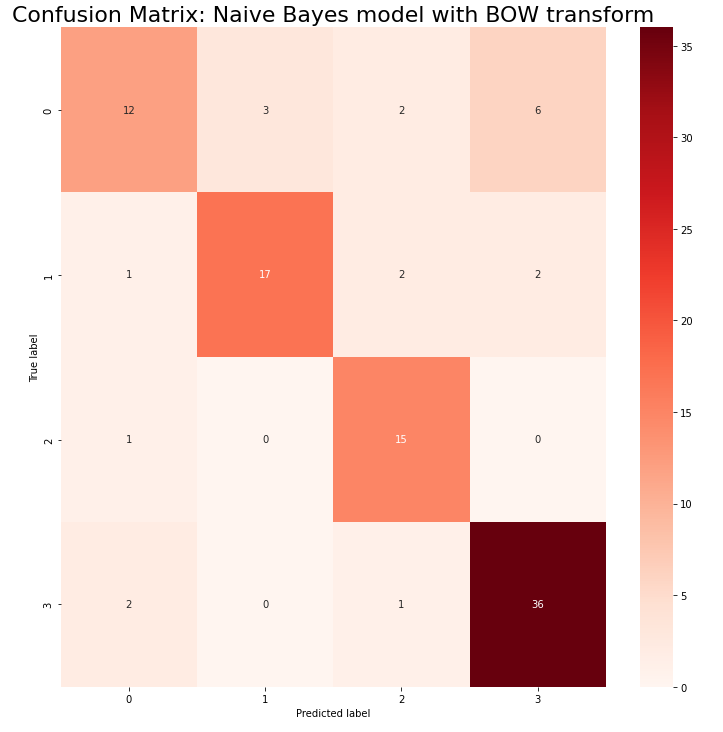 Confusion Matrix: Naive Bayes model with BOW transform
35
30
25
20
15
10
5
0
True label
0
12 3 2 6
1
1 17 2 2
2
1 0 15 0
3
2 0 1 36
0 1 2 3
Predicted label